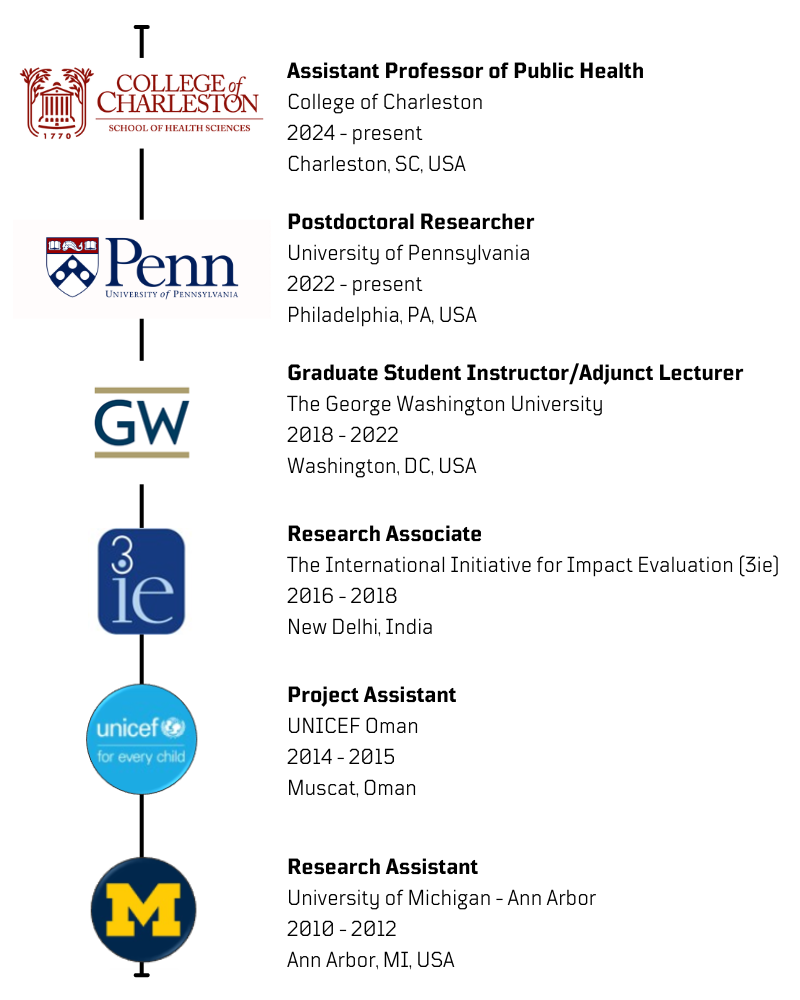 COLLEGE of
CHARLESTON
SCHOOL OF HEALTH SCIENCES
1770
Assistant Professor of Public Health
College of Charleston
2024 - present
Charleston, SC, USA
Penn
UNIVERSITY of PENNSYLVANIA
Postdoctoral Researcher
University of Pennsylvania
2022 - present
Philadelphia, PA, USA
GW
Graduate Student Instructor/Adjunct Lecturer
The George Washington University
2018 - 2022
Washington, DC, USA
3
ie
Research Associate
The International Initiative for Impact Evaluation (3ie)
2016 - 2018
New Delhi, India
unicef
for every child
Project Assistant
UNICEF Oman
2014 - 2015
Muscat, Oman
M
Research Assistant
University of Michigan - Ann Arbor
2010 - 2012
Ann Arbor, MI, USA